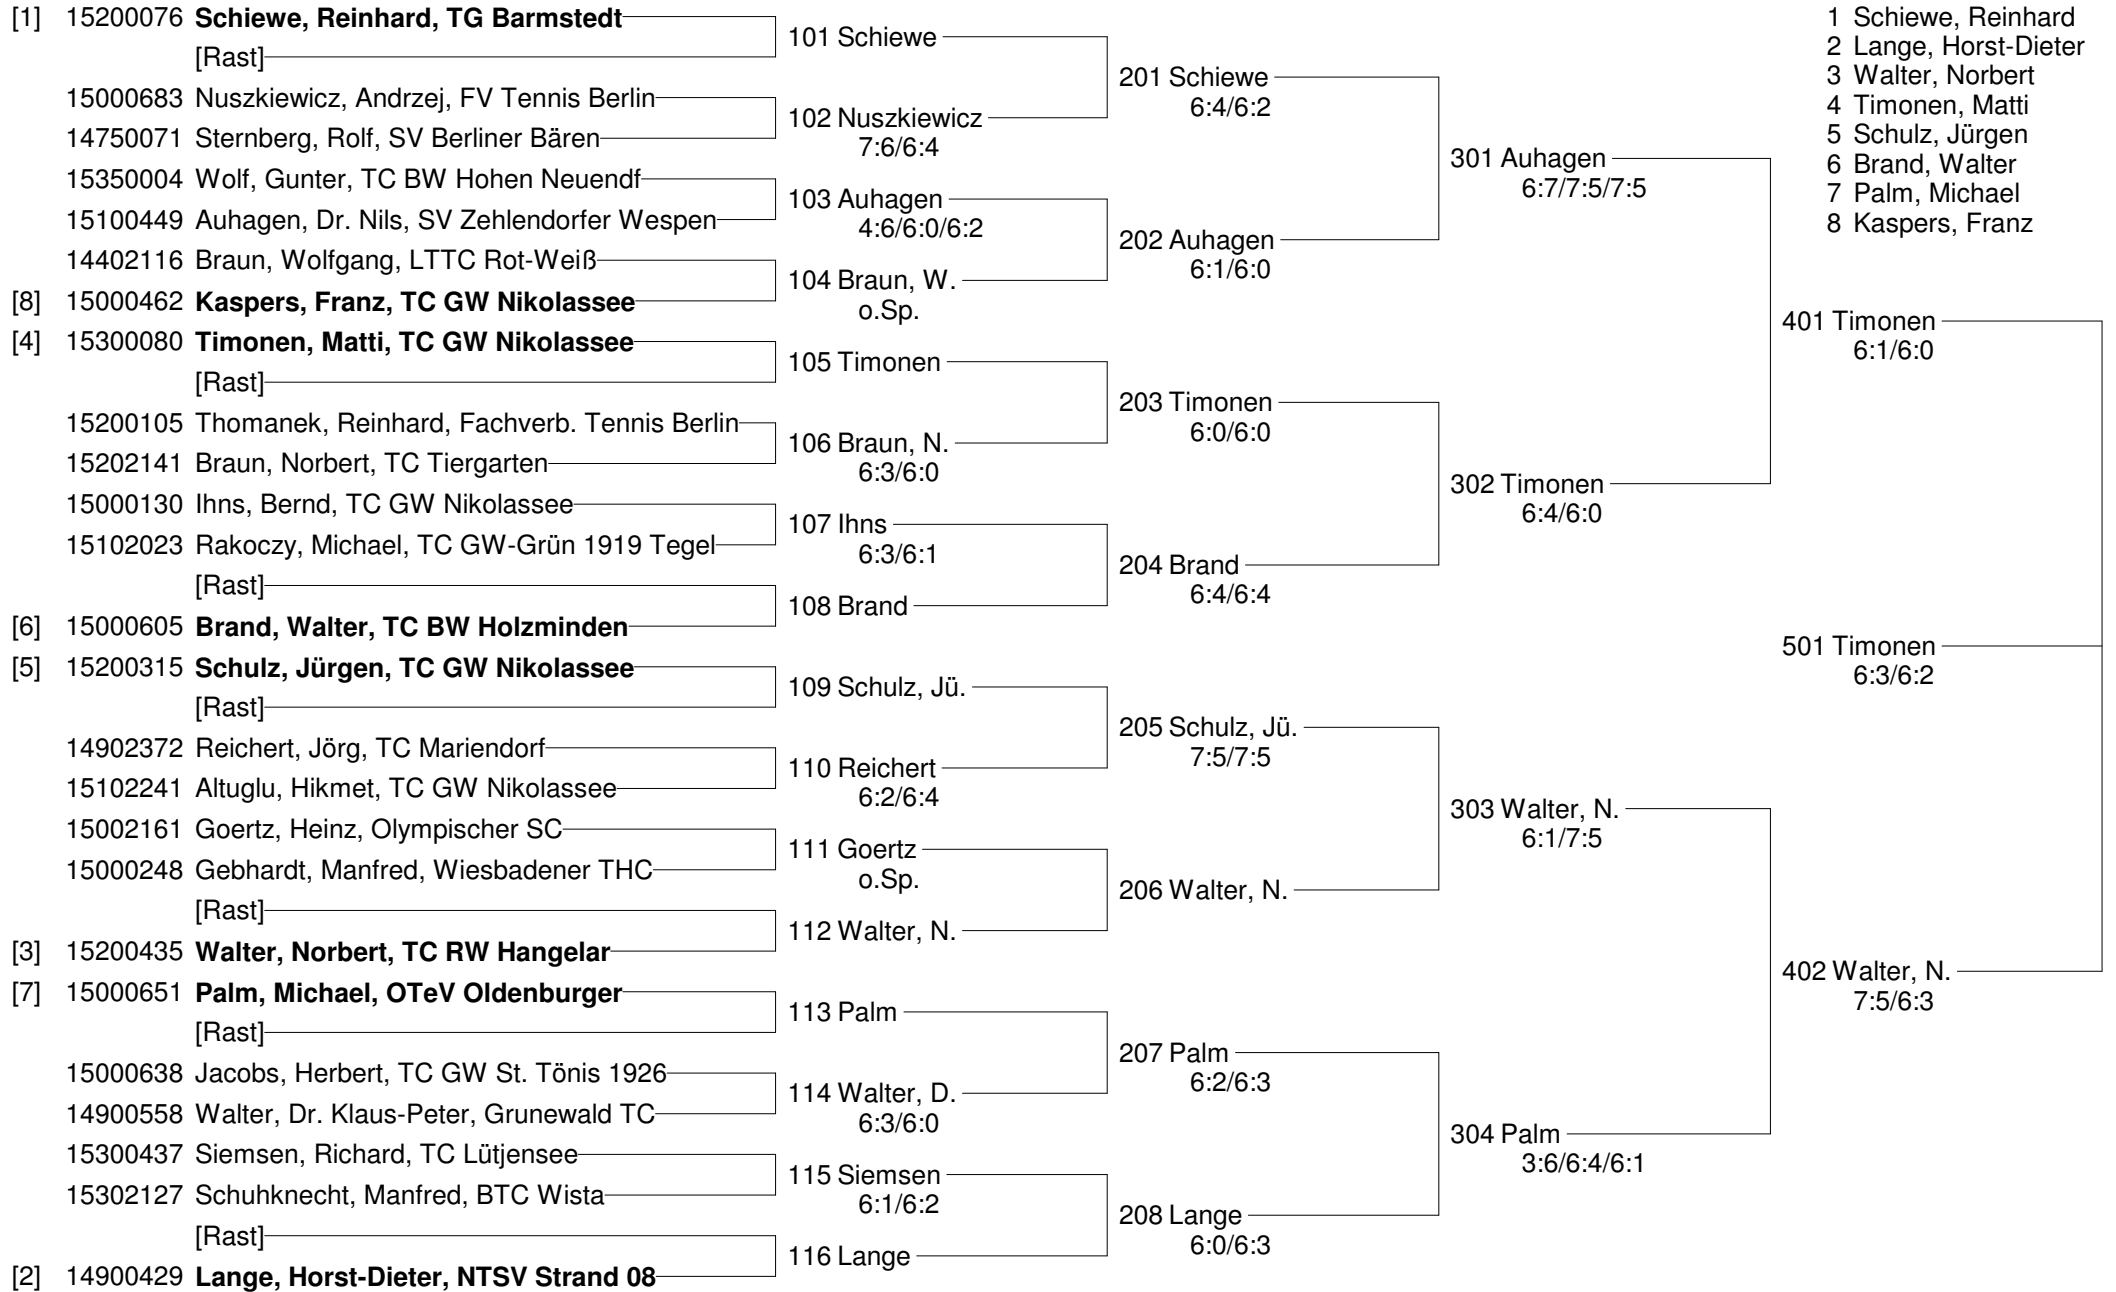 [1] 15200076 Schiewe, Reinhard, TG Barmstedt
[Rast]
15000683 Nuszkiewicz, Andrzej, FV Tennis Berlin
14750071 Sternberg, Rolf, SV Berliner Bären
15350004 Wolf, Gunter, TC BW Hohen Neuendf
15100449 Auhagen, Dr. Nils, SV Zehlendorfer Wespen
14402116 Braun, Wolfgang, LTTC Rot-Weiß
[8] 15000462 Kaspers, Franz, TC GW Nikolassee
[4] 15300080 Timonen, Matti, TC GW Nikolassee
[Rast]
15200105 Thomanek, Reinhard, Fachverb. Tennis Berlin
15202141 Braun, Norbert, TC Tiergarten
15000130 Ihns, Bernd, TC GW Nikolassee
15102023 Rakoczy, Michael, TC GW-Grün 1919 Tegel
[Rast]
[6] 15000605 Brand, Walter, TC BW Holzminden
[5] 15200315 Schulz, Jürgen, TC GW Nikolassee
[Rast]
14902372 Reichert, Jörg, TC Mariendorf
15102241 Altuglu, Hikmet, TC GW Nikolassee
15002161 Goertz, Heinz, Olympischer SC
15000248 Gebhardt, Manfred, Wiesbadener THC
[Rast]
[3] 15200435 Walter, Norbert, TC RW Hangelar
[7] 15000651 Palm, Michael, OTeV Oldenburger
[Rast]
15000638 Jacobs, Herbert, TC GW St. Tönis 1926
14900558 Walter, Dr. Klaus-Peter, Grunewald TC
15300437 Siemsen, Richard, TC Lütjensee
15302127 Schuhknecht, Manfred, BTC Wista
[Rast]
[2] 14900429 Lange, Horst-Dieter, NTSV Strand 08
101 Schiewe
102 Nuszkiewicz
7:6/6:4
103 Auhagen
4:6/6:0/6:2
104 Braun, W.
o.Sp.
105 Timonen
106 Braun, N.
6:3/6:0
107 Ihns
6:3/6:1
108 Brand
109 Schulz, Jü.
110 Reichert
6:2/6:4
111 Goertz
o.Sp.
112 Walter, N.
113 Palm
114 Walter, D.
6:3/6:0
115 Siemsen
6:1/6:2
116 Lange
201 Schiewe
6:4/6:2
202 Auhagen
6:1/6:0
203 Timonen
6:0/6:0
204 Brand
6:4/6:4
205 Schulz, Jü.
7:5/7:5
206 Walter, N.
207 Palm
6:2/6:3
208 Lange
6:0/6:3
301 Auhagen
6:7/7:5/7:5
302 Timonen
6:4/6:0
303 Walter, N.
6:1/7:5
304 Palm
3:6/6:4/6:1
401 Timonen
6:1/6:0
501 Timonen
6:3/6:2
402 Walter, N.
7:5/6:3
1 Schiewe, Reinhard
2 Lange, Horst-Dieter
3 Walter, Norbert
4 Timonen, Matti
5 Schulz, Jürgen
6 Brand, Walter
7 Palm, Michael
8 Kaspers, Franz